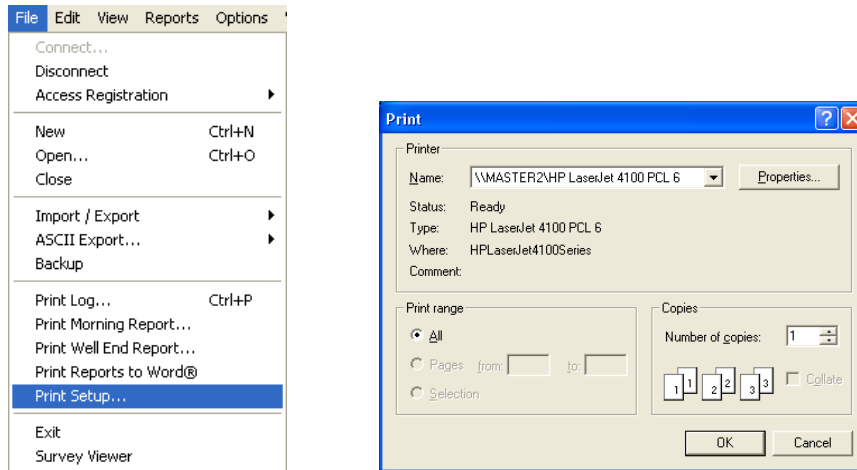 File Edit View Reports Options
Connect...
Disconnect
Access Registration
New Ctrl+N
Open... Ctrl+O
Close
Import / Export
ASCII Export...
Backup
Print Log... Ctrl+P
Print Morning Report...
Print Well End Report...
Print Reports to Word®
Print Setup...
Exit
Survey Viewer
Print
Printer
Name: \\MASTER2\HP LaserJet 4100 PCL 6 Properties...
Status: Ready
Type: HP LaserJet 4100 PCL 6
Where: HPLaserJet4100Series
Comment:
Print range
All
Pages from: to:
Selection
Copies
Number of copies: 1
1 1 2 2 3 3 Collate
OK Cancel